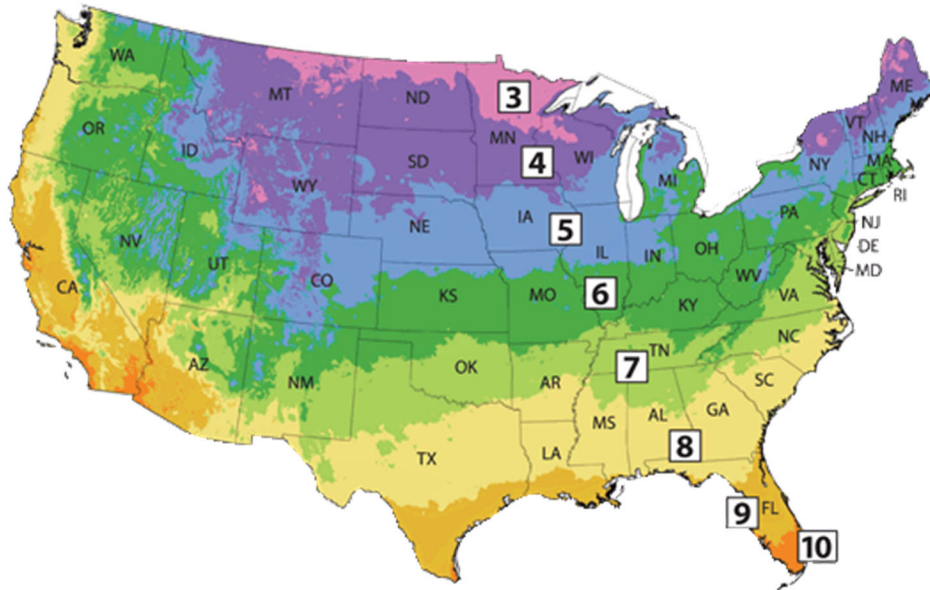 WA
MT
ND
3
MN
ME
VT
NH
OR
ID
SD
4
WI
NY
MA
WY
MI
CT
RI
IA
NE
5
PA
NJ
NV
UT
CO
IL
IN
OH
DE
MD
WV
CA
KS
MO
6
KY
VA
AZ
NM
OK
7
TN
NC
AR
SC
MS
AL
GA
TX
LA
8
9
FL
10